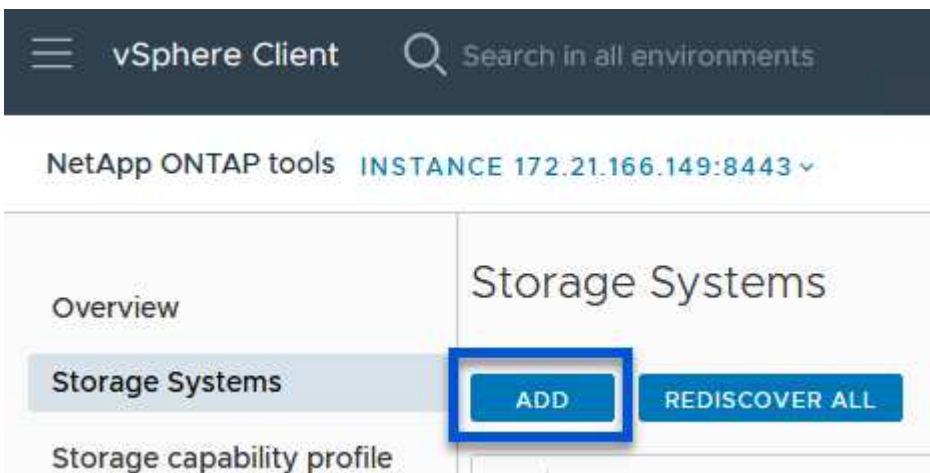 vSphere Client
Search in all environments
NetApp ONTAP tools INSTANCE 172.21.166.149:8443
Overview
Storage Systems
Storage capability profile
Storage Systems
ADD
REDISCOVER ALL